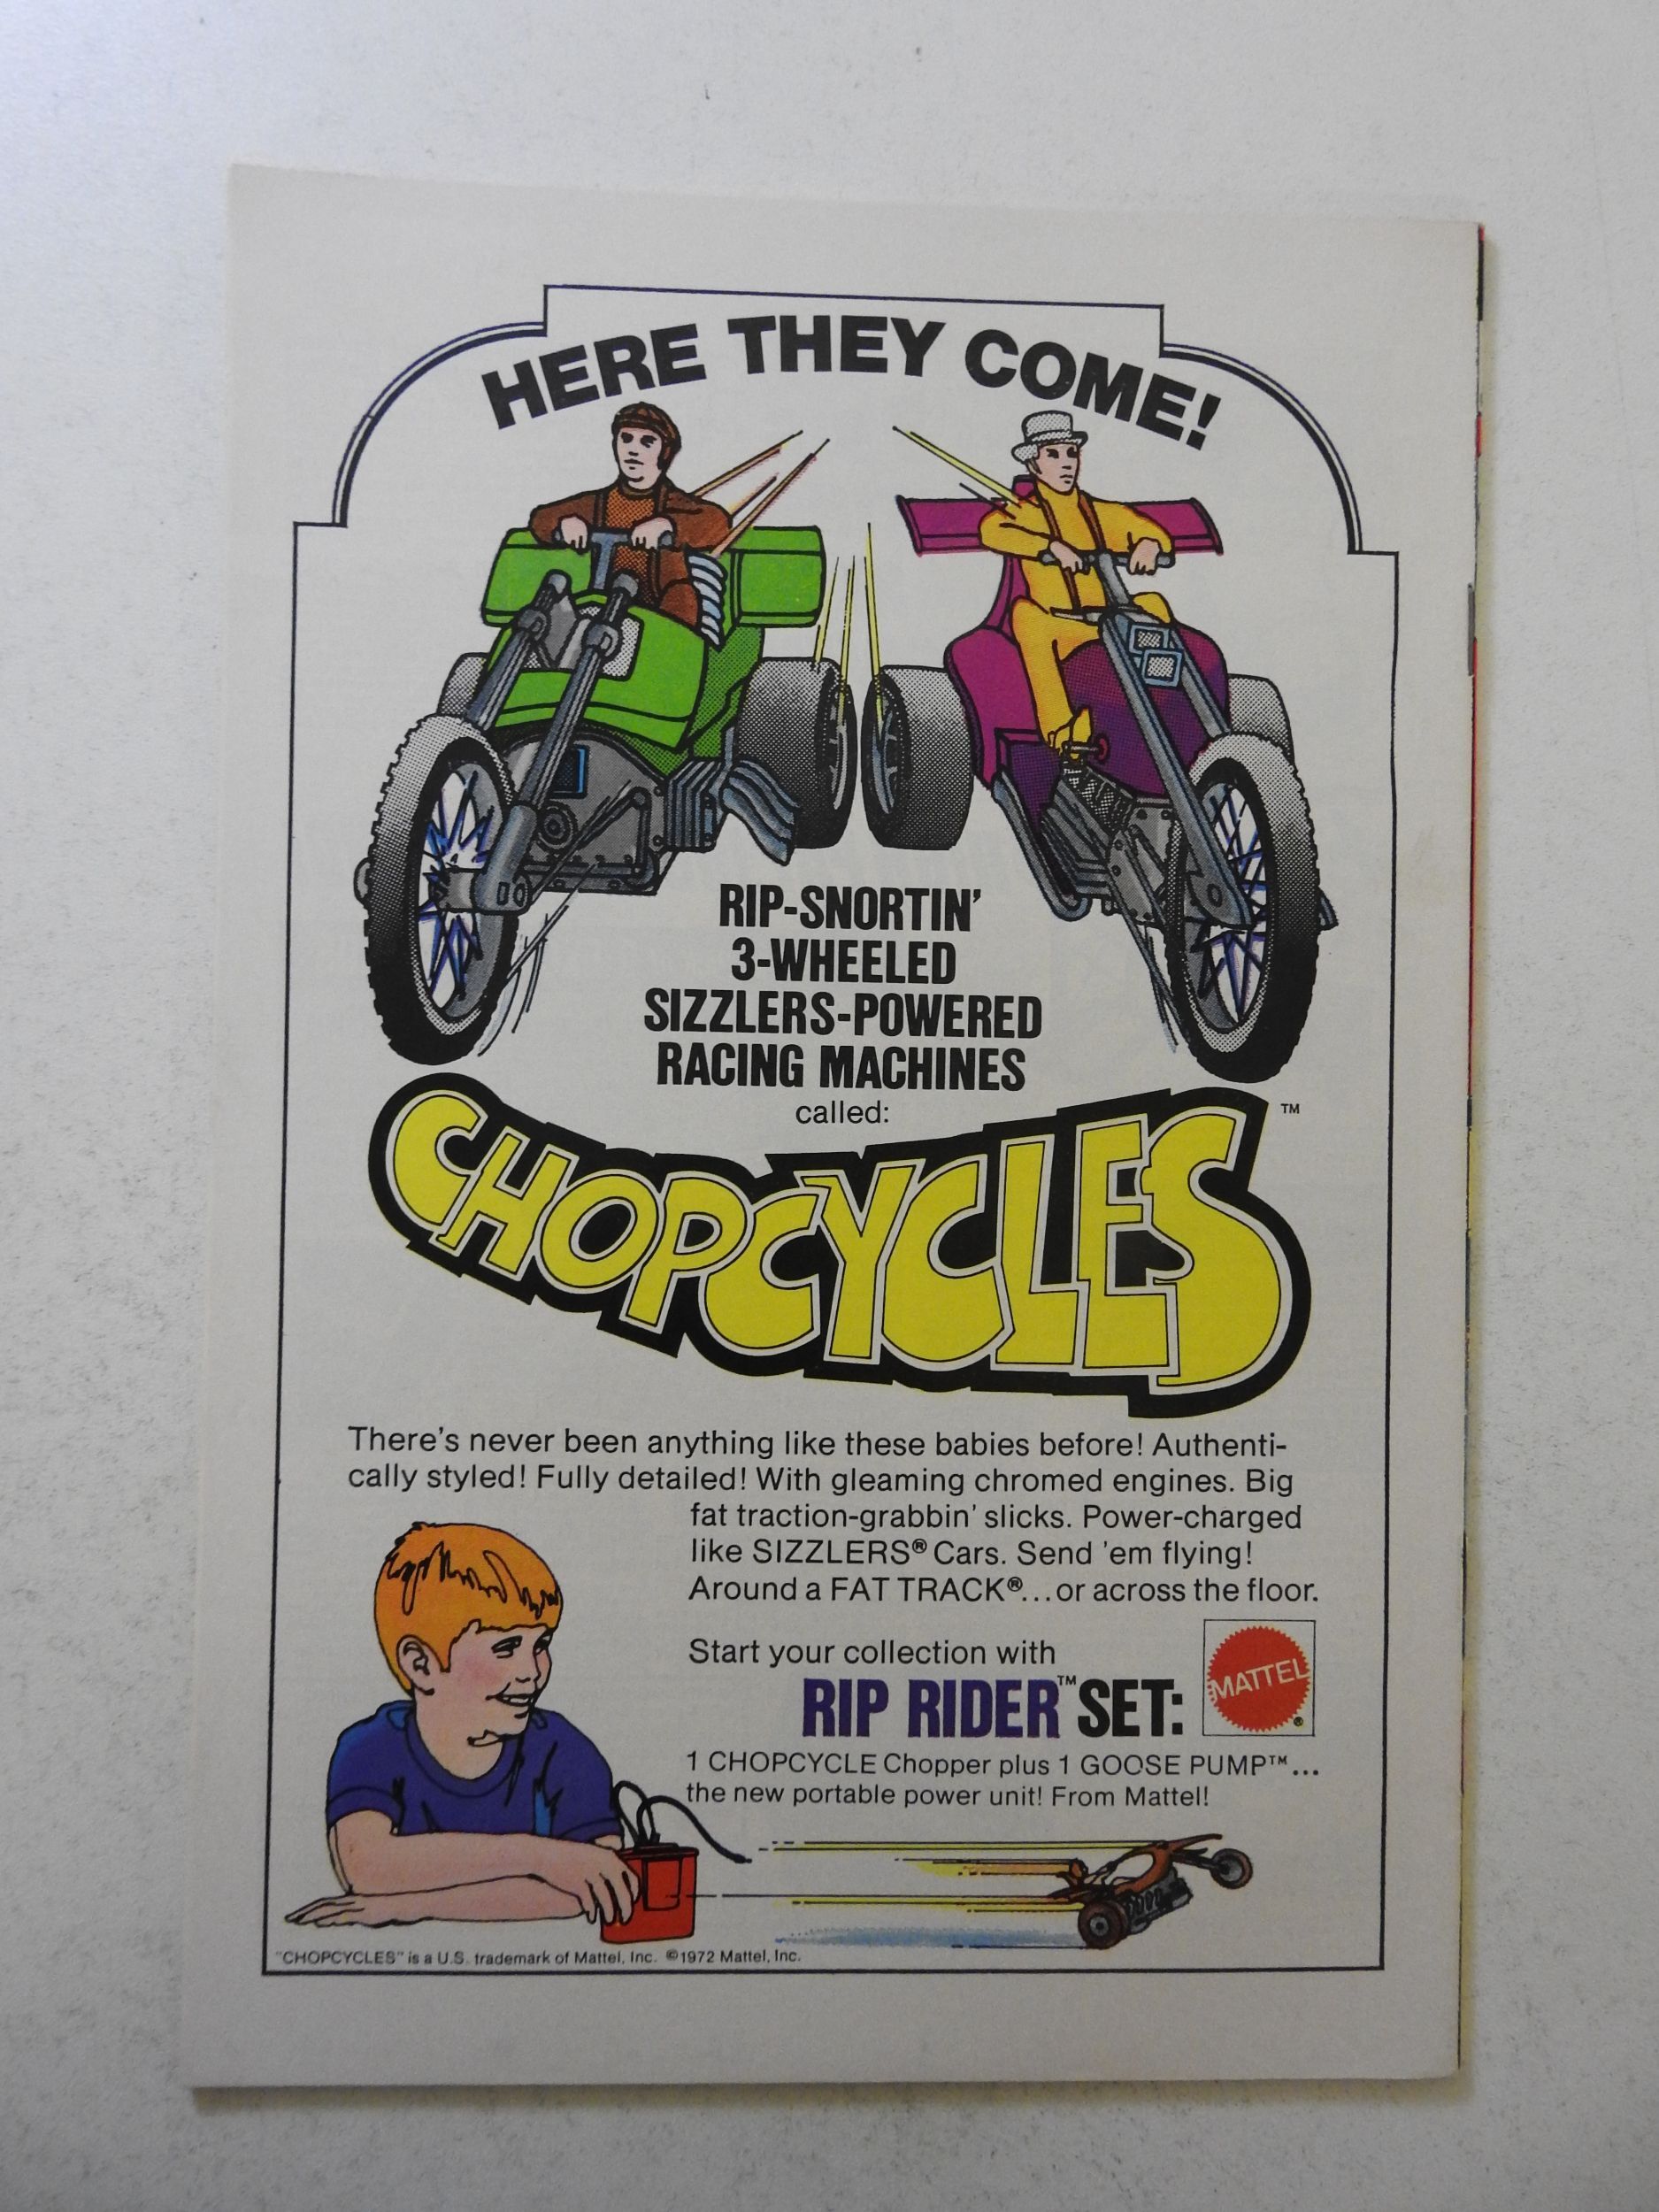 HERE THEY COME!
RIP-SNORTIN'
3-WHEELED
SIZZLERS-POWERED
RACING MACHINES
called:
CHOPCYCLES™
There's never been anything like these babies before! Authenti-
cally styled! Fully detailed! With gleaming chromed engines. Big
fat traction-grabbin' slicks. Power-charged
like SIZZLERS® Cars. Send 'em flying!
Around a FAT TRACK®...or across the floor.
Start your collection with
RIP RIDER™ SET:
MATTEL®
1 CHOPCYCLE Chopper plus 1 GOOSE PUMP™...
the new portable power unit! From Mattel!
"CHOPCYCLES" is a U.S. trademark of Mattel, Inc. ©1972 Mattel, Inc.